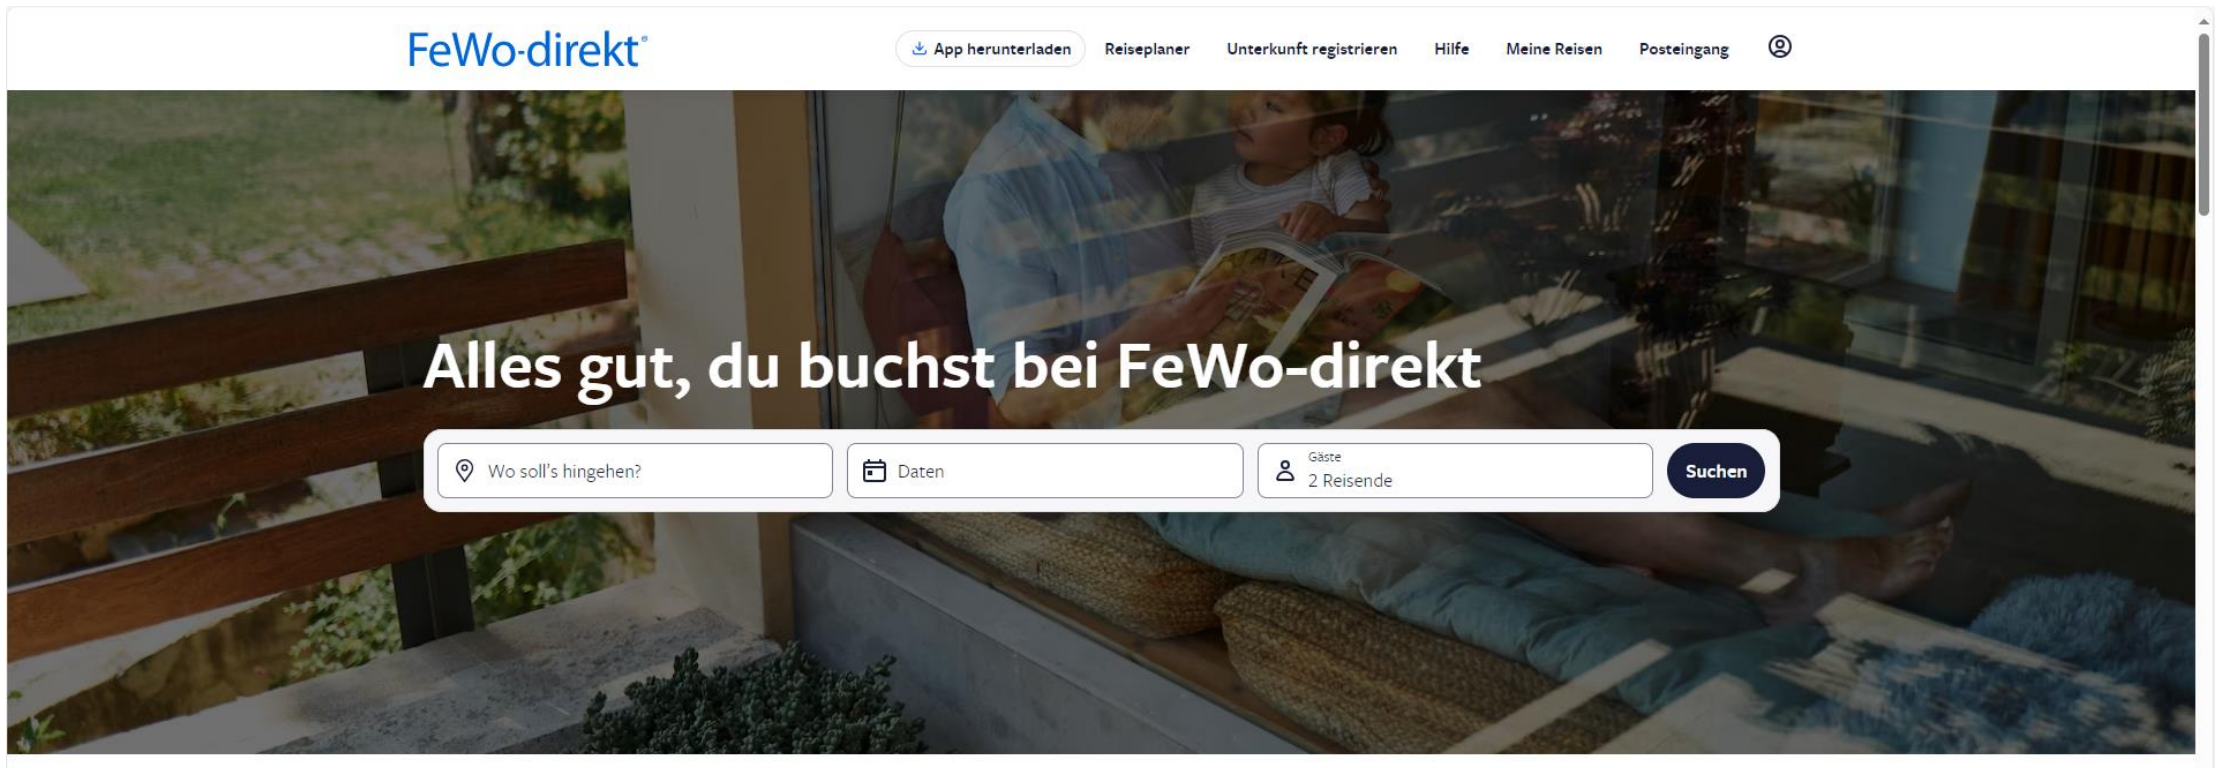 FeWo-direkt®
App herunterladen
Reiseplaner
Unterkunft registrieren
Hilfe
Meine Reisen
Posteingang
Alles gut, du buchst bei FeWo-direkt
Wo soll's hingehen?
Daten
Gäste
2 Reisende
Suchen